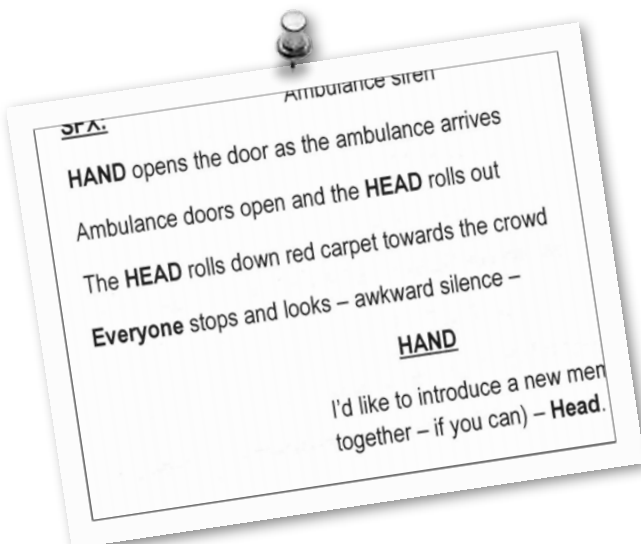 SFX: Ambulance siren
HAND opens the door as the ambulance arrives
Ambulance doors open and the HEAD rolls out
The HEAD rolls down red carpet towards the crowd
Everyone stops and looks – awkward silence –
HAND
I'd like to introduce a new mem
together – if you can) – Head.